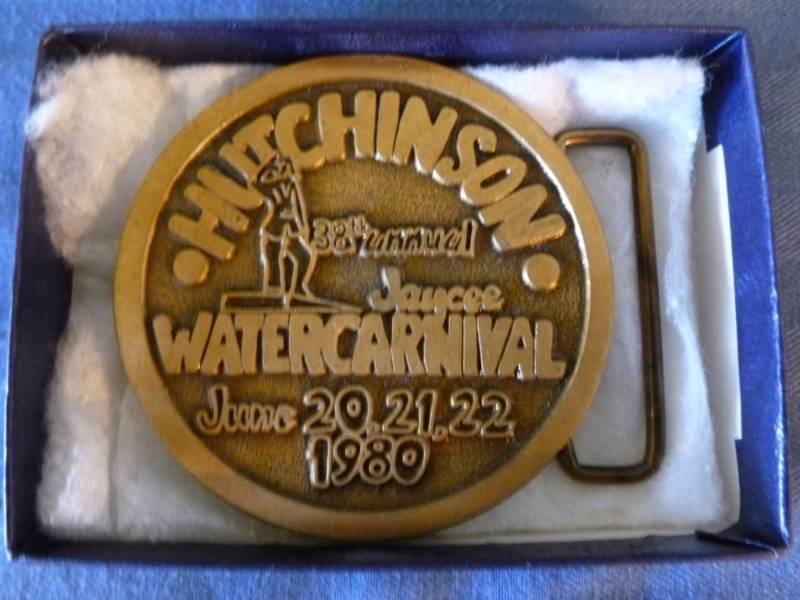 HUTCHINSON
38th annual
Jaycee
WATERCARNIVAL
June 20, 21, 22
1980